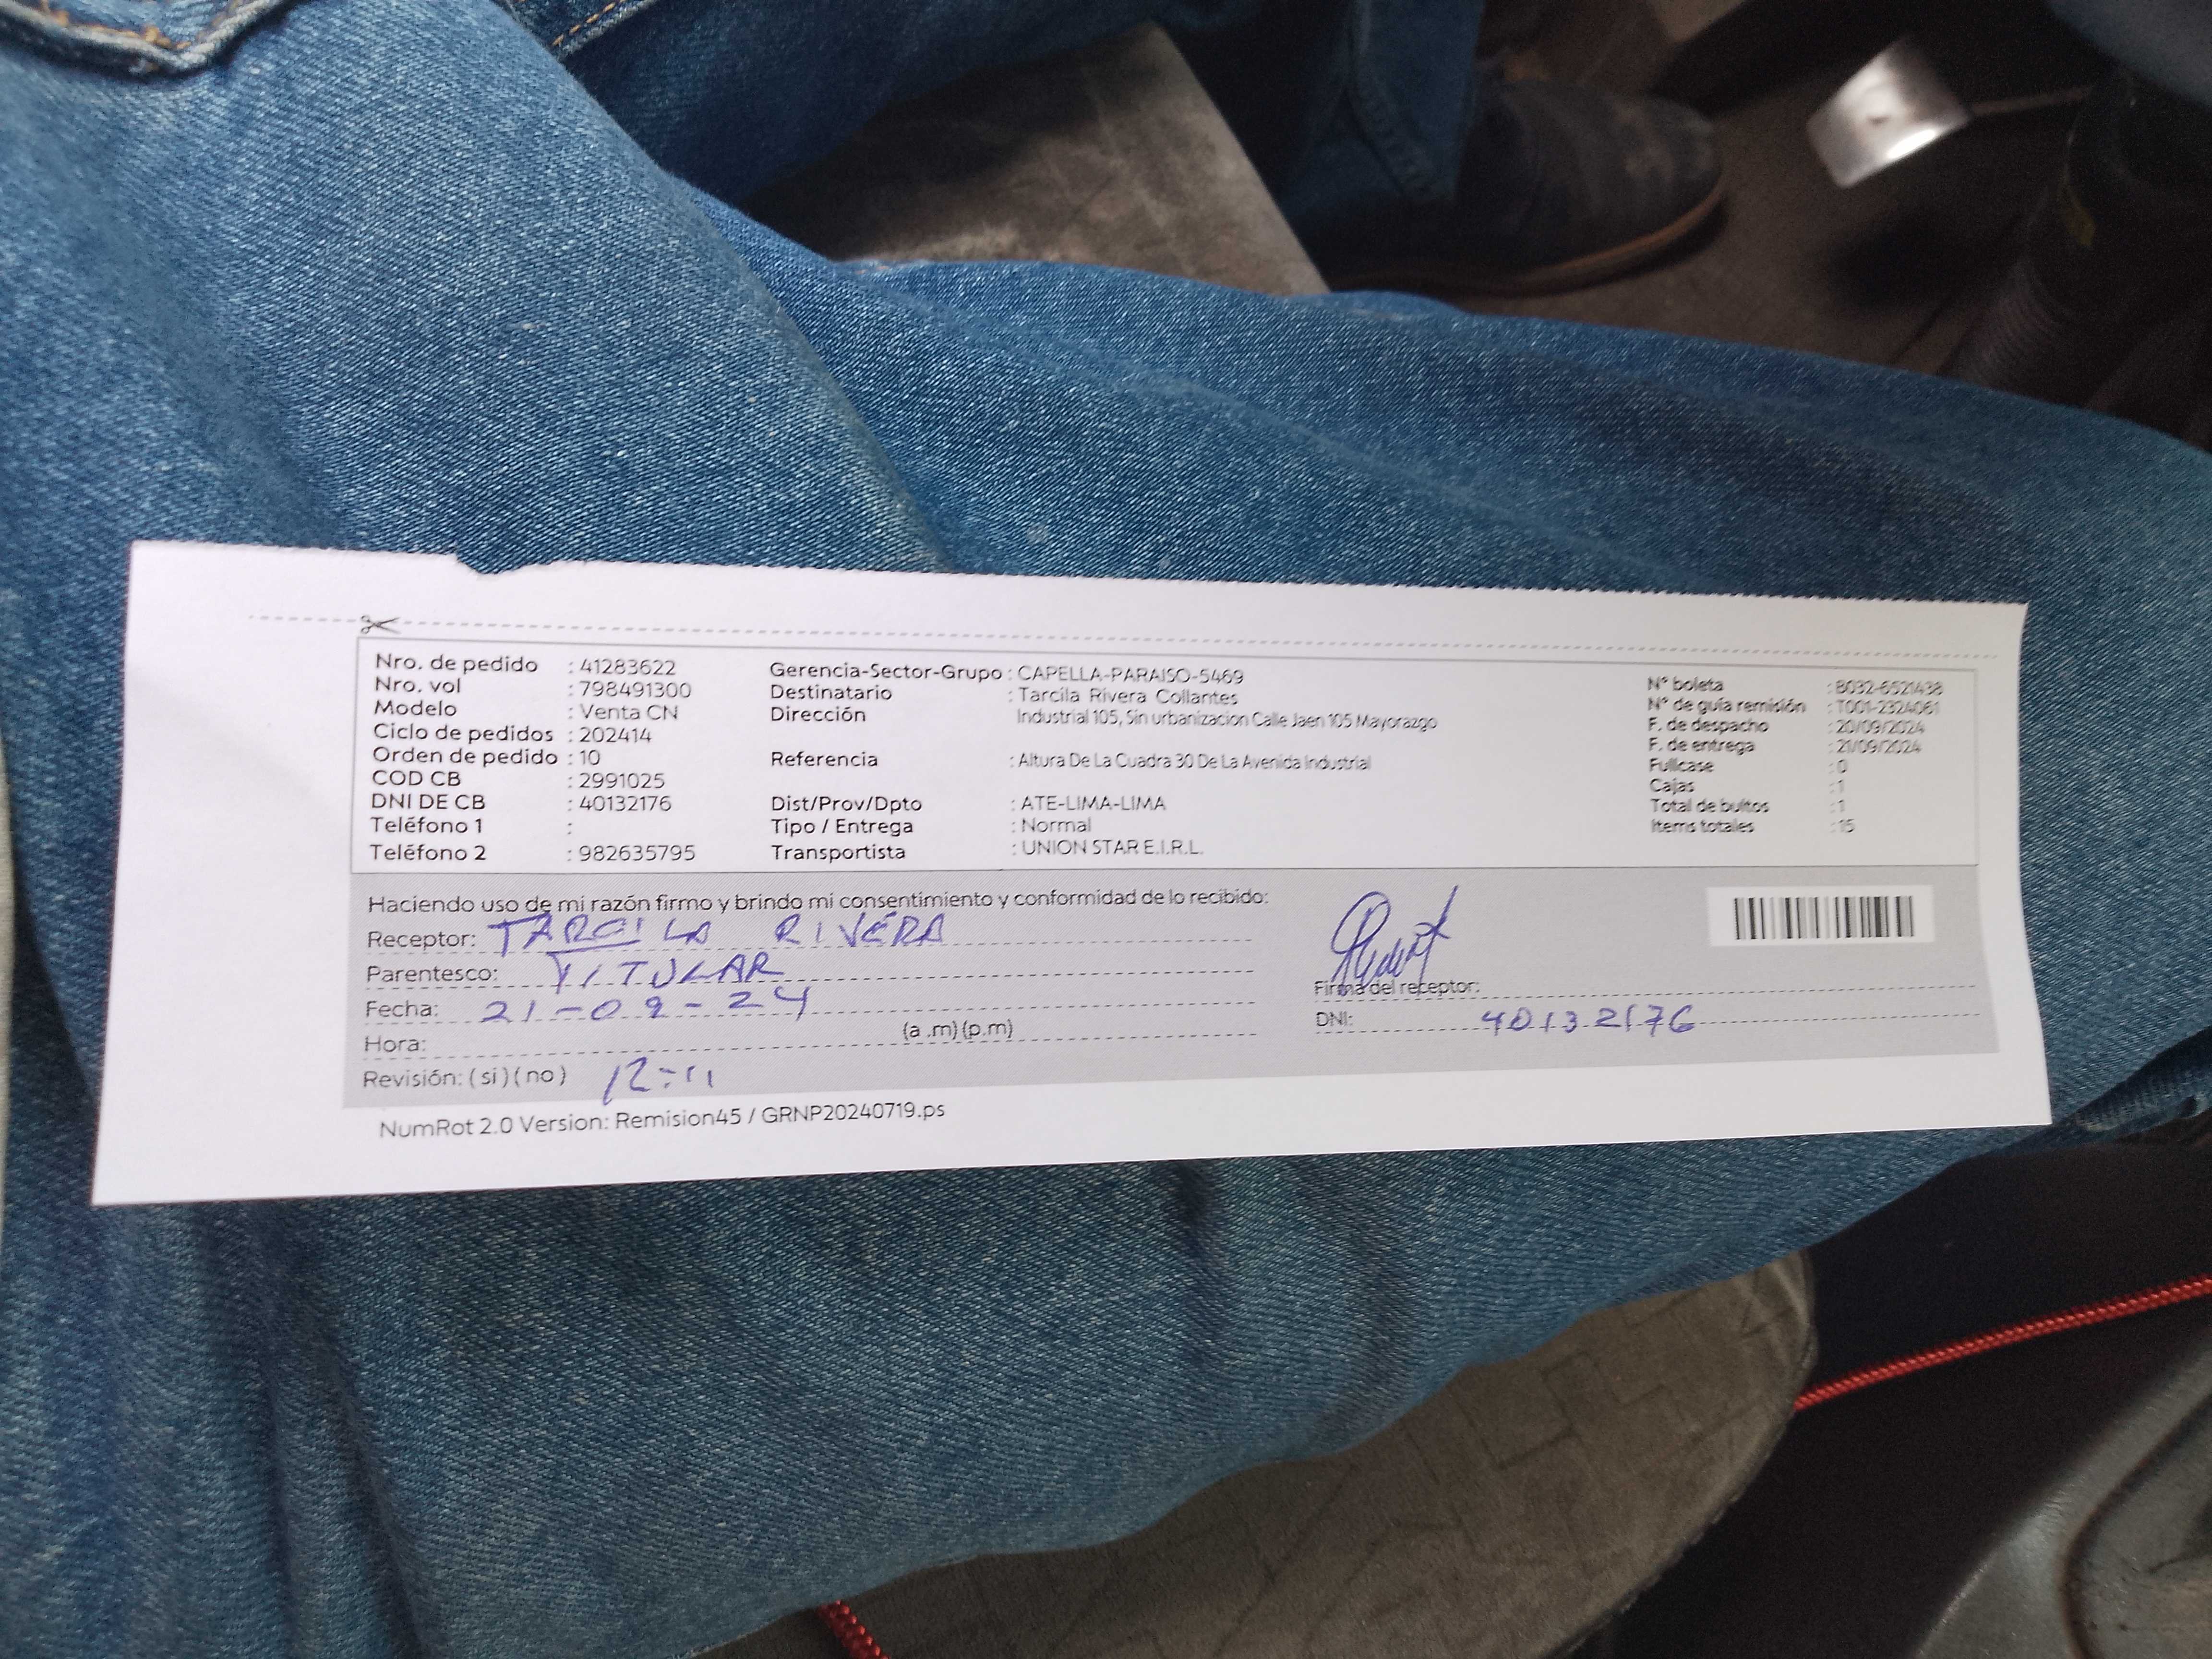 Nro. de pedido : 41283622
Nro. vol : 798491300
Modelo : Venta CN
Ciclo de pedidos : 202414
Orden de pedido : 10
COD CB : 2991025
DNI DE CB : 40132176
Teléfono 1 :
Teléfono 2 : 982635795
Gerencia-Sector-Grupo : CAPELLA-PARAISO-5469
Destinatario : Tarcila Rivera Collantes
Dirección Industrial 105, Sin urbanizacion Calle Jaen 105 Mayorazgo
Referencia : Altura De La Cuadra 30 De La Avenida Industrial
Dist/Prov/Dpto : ATE-LIMA-LIMA
Tipo / Entrega : Normal
Transportista : UNION STAR E.I.R.L.
N° boleta : B032-6521438
N° de guía remisión : T001-2324061
F. de despacho : 20/09/2024
F. de entrega : 21/09/2024
Fullcase : 0
Cajas : 1
Total de bultos : 1
Items totales : 15
Haciendo uso de mi razón firmo y brindo mi consentimiento y conformidad de lo recibido:
Receptor: TARCILA RIVERA
Parentesco: TITULAR
Fecha: 21-09-24
Hora: (a .m)(p.m)
Revisión: (si)(no) 12:11
Firma del receptor:
DNI: 40132176
NumRot 2.0 Version: Remision45 / GRNP20240719.ps